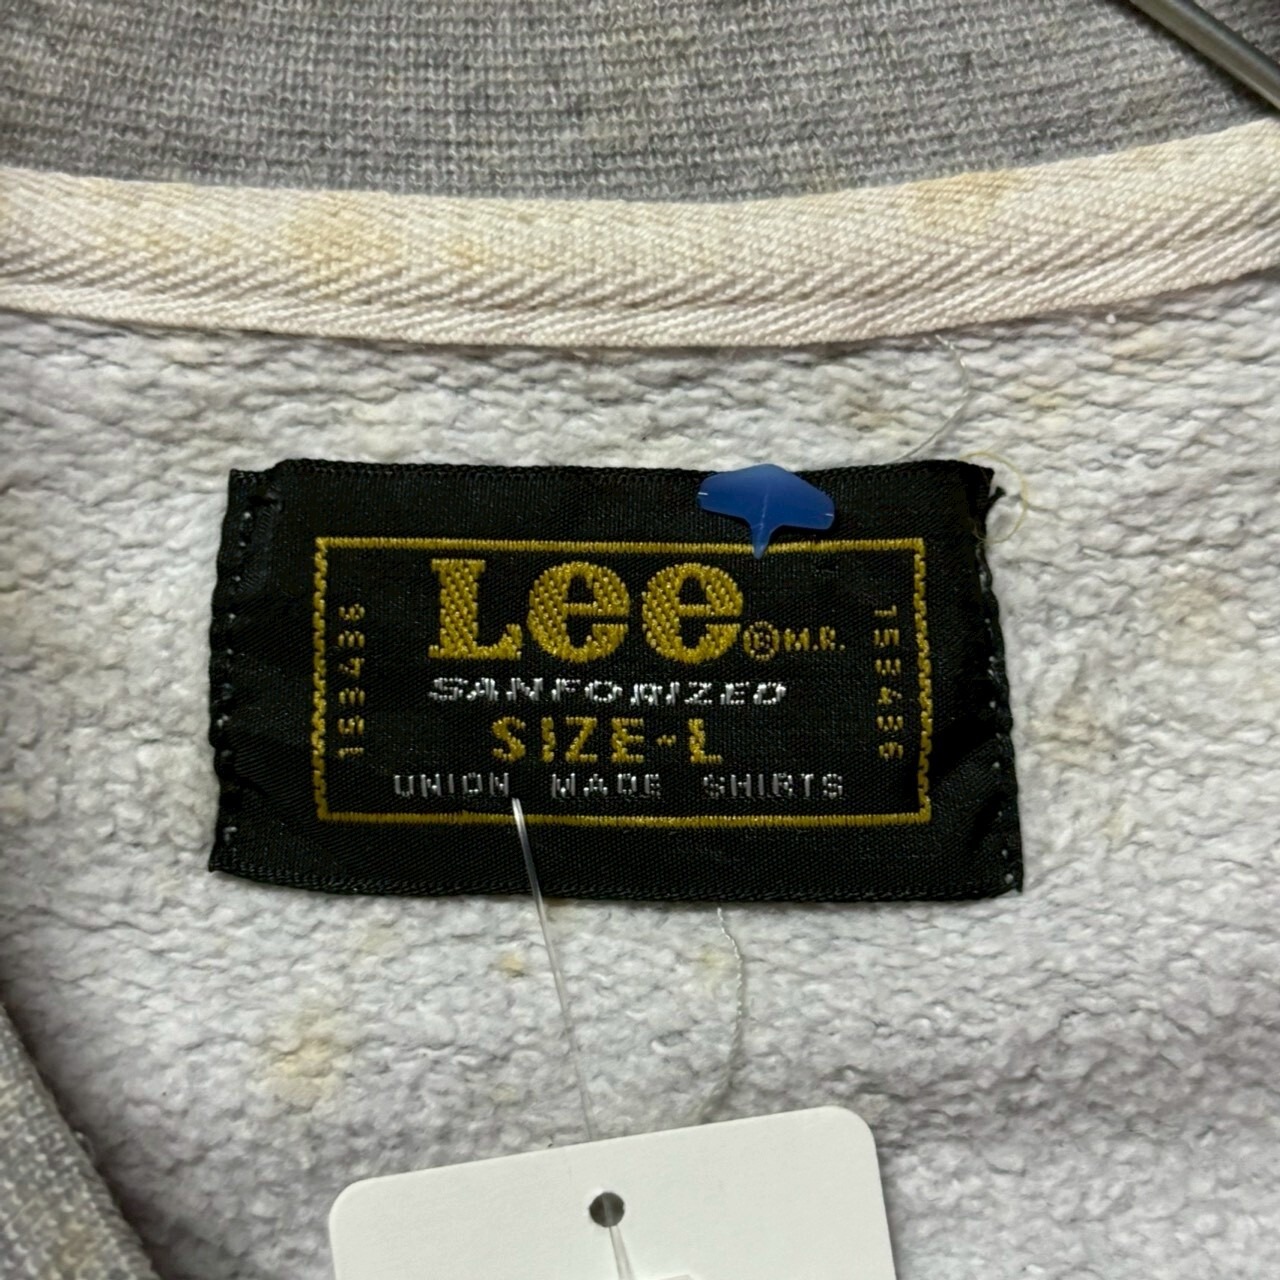 Lee® M.R.
153436
153436
SANFORIZED
SIZE-L
UNION MADE SHIRTS